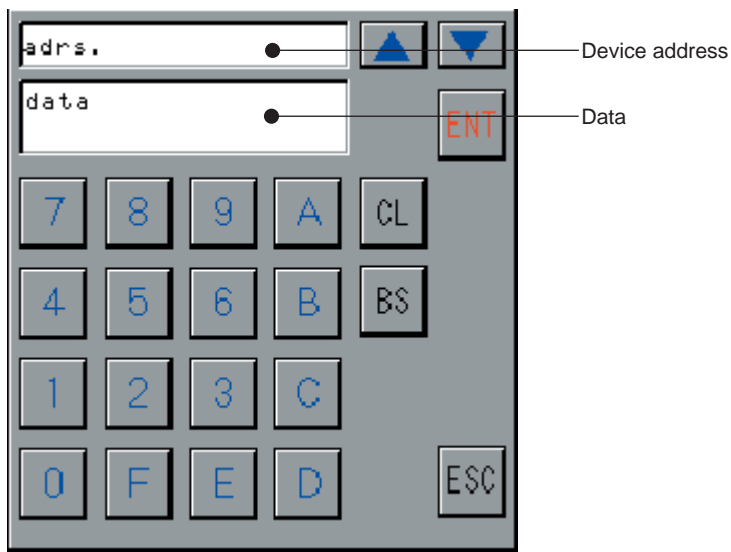 adrs.
Device address
data
ENT
Data
7 8 9 A CL
4 5 6 B BS
1 2 3 C
0 F E D ESC